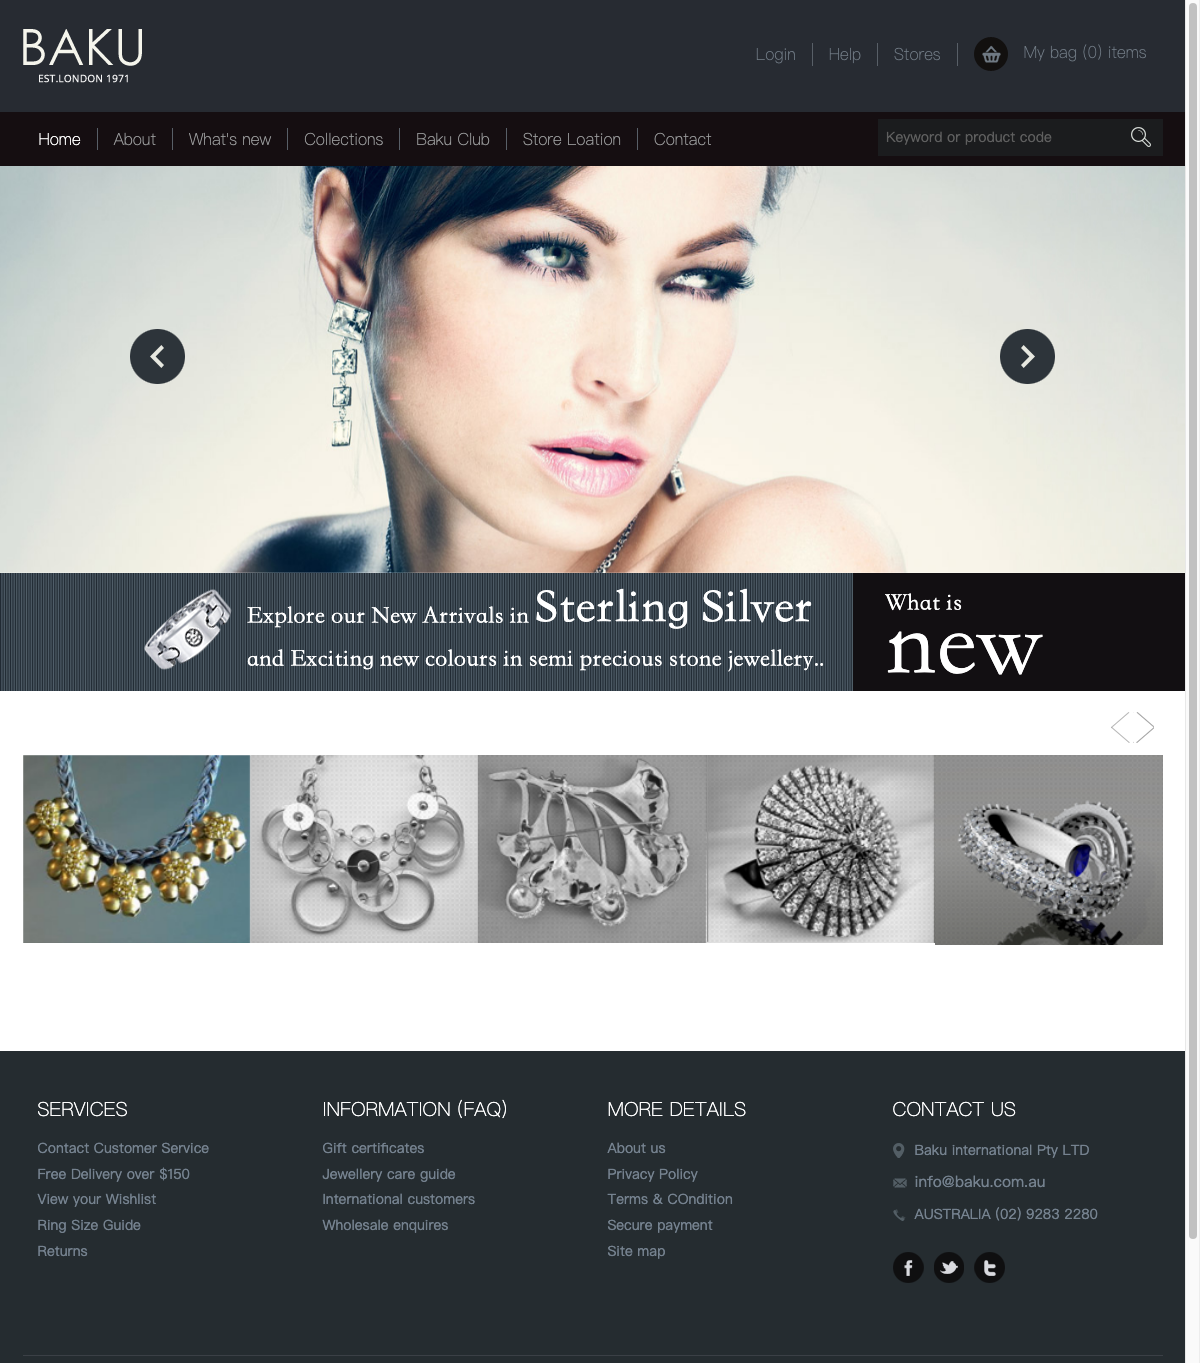 BAKU
EST.LONDON 1971
Login
Help
Stores
My bag (0) items
Home
About
What's new
Collections
Baku Club
Store Loation
Contact
Keyword or product code
Explore our New Arrivals in Sterling Silver
and Exciting new colours in semi precious stone jewellery..
What is
new
SERVICES
Contact Customer Service
Free Delivery over $150
View your Wishlist
Ring Size Guide
Returns
INFORMATION (FAQ)
Gift certificates
Jewellery care guide
International customers
Wholesale enquires
MORE DETAILS
About us
Privacy Policy
Terms & COndition
Secure payment
Site map
CONTACT US
Baku international Pty LTD
info@baku.com.au
AUSTRALIA (02) 9283 2280